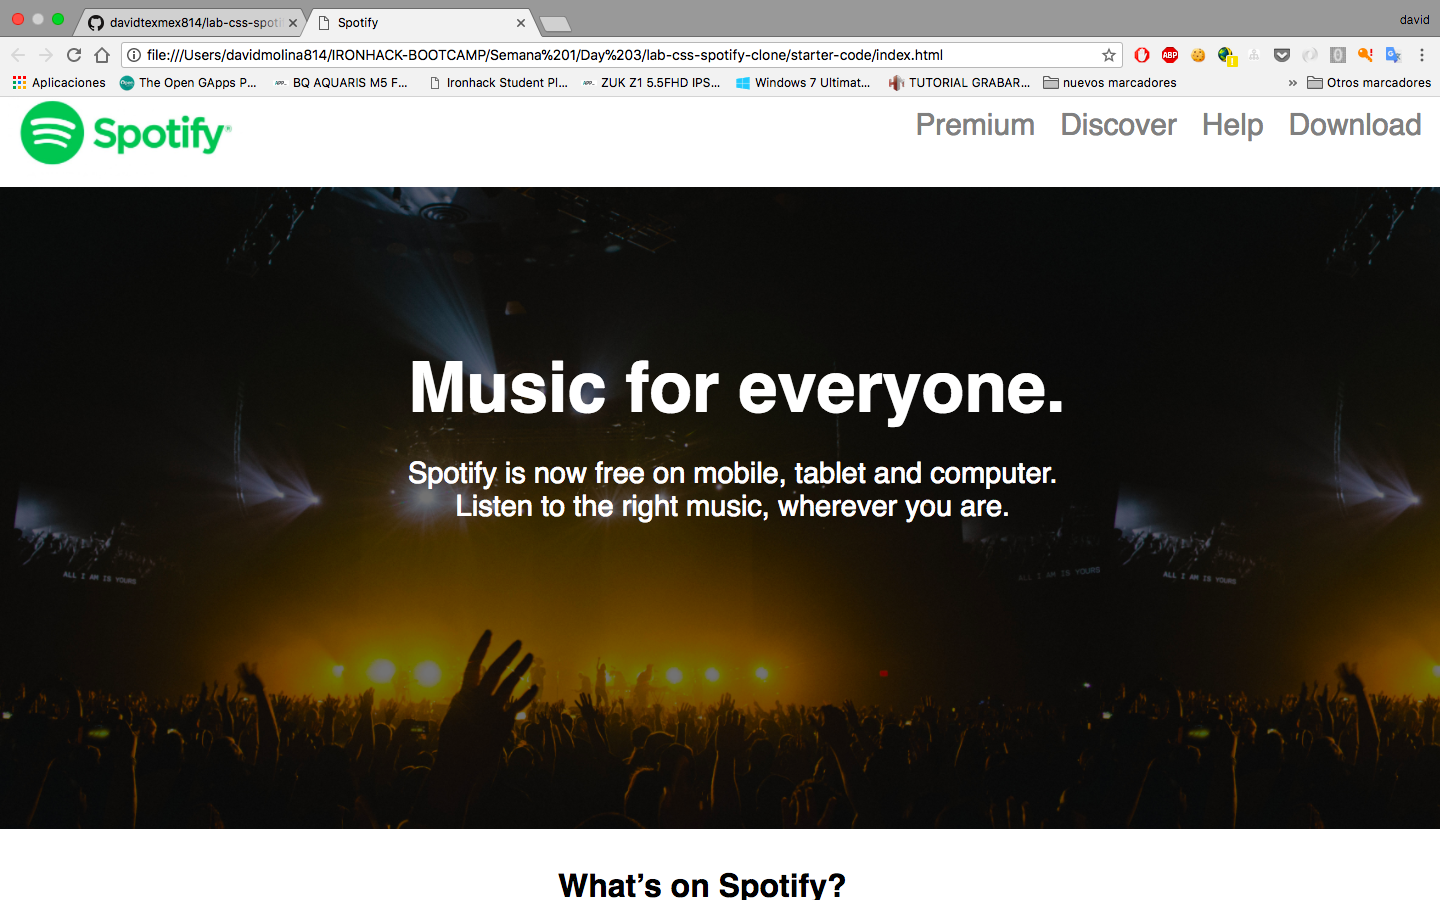 davidtexmex814/lab-css-spoti
Spotify
david
file:///Users/davidmolina814/IRONHACK-BOOTCAMP/Semana%201/Day%203/lab-css-spotify-clone/starter-code/index.html
ABP
1
Aplicaciones
The Open GApps P...
BQ AQUARIS M5 F...
Ironhack Student Pl...
ZUK Z1 5.5FHD IPS...
Windows 7 Ultimat...
TUTORIAL GRABAR...
nuevos marcadores
»
Otros marcadores
Spotify®
Premium
Discover
Help
Download
Music for everyone.
Spotify is now free on mobile, tablet and computer.
Listen to the right music, wherever you are.
ALL I AM IS YOURS
ALL I AM IS YOURS
ALL I AM IS YOURS
What’s on Spotify?